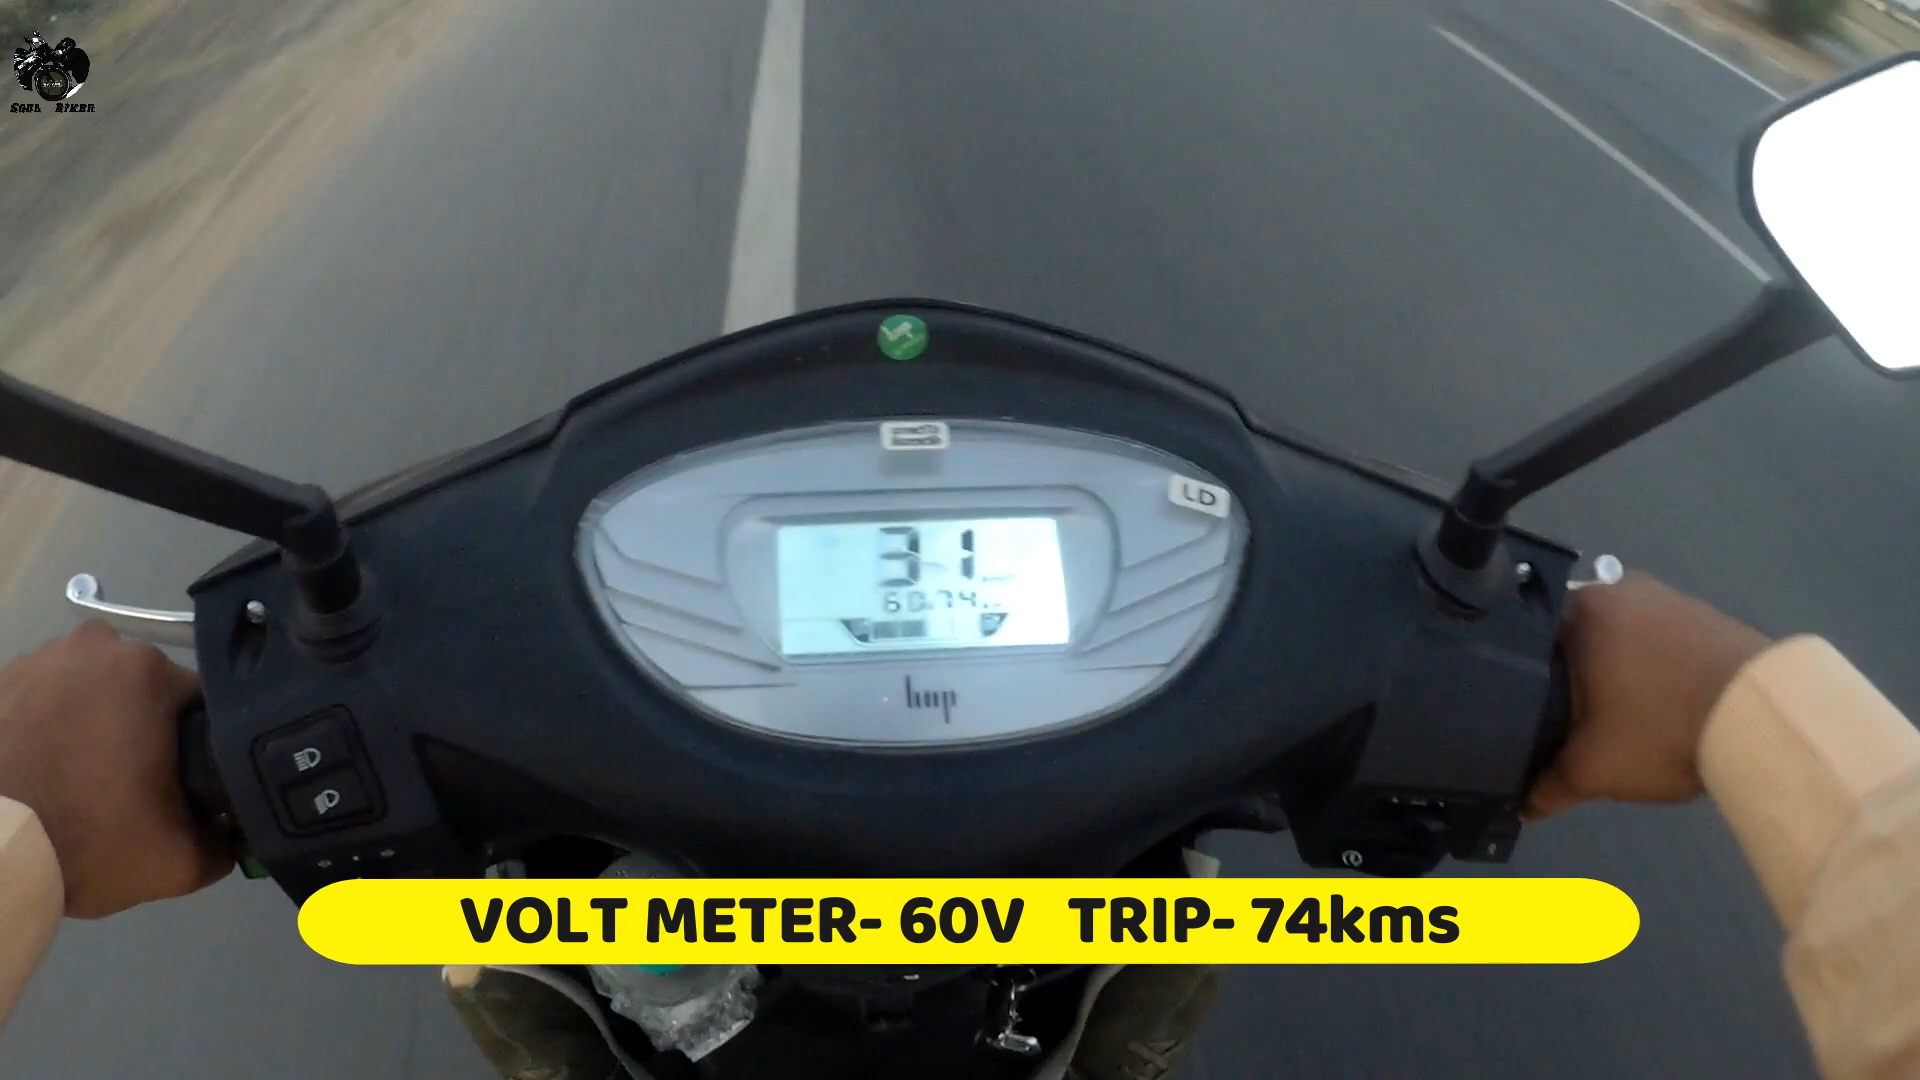 SOUL BIKER
LD
31
60.74
VOLT METER- 60V TRIP- 74kms